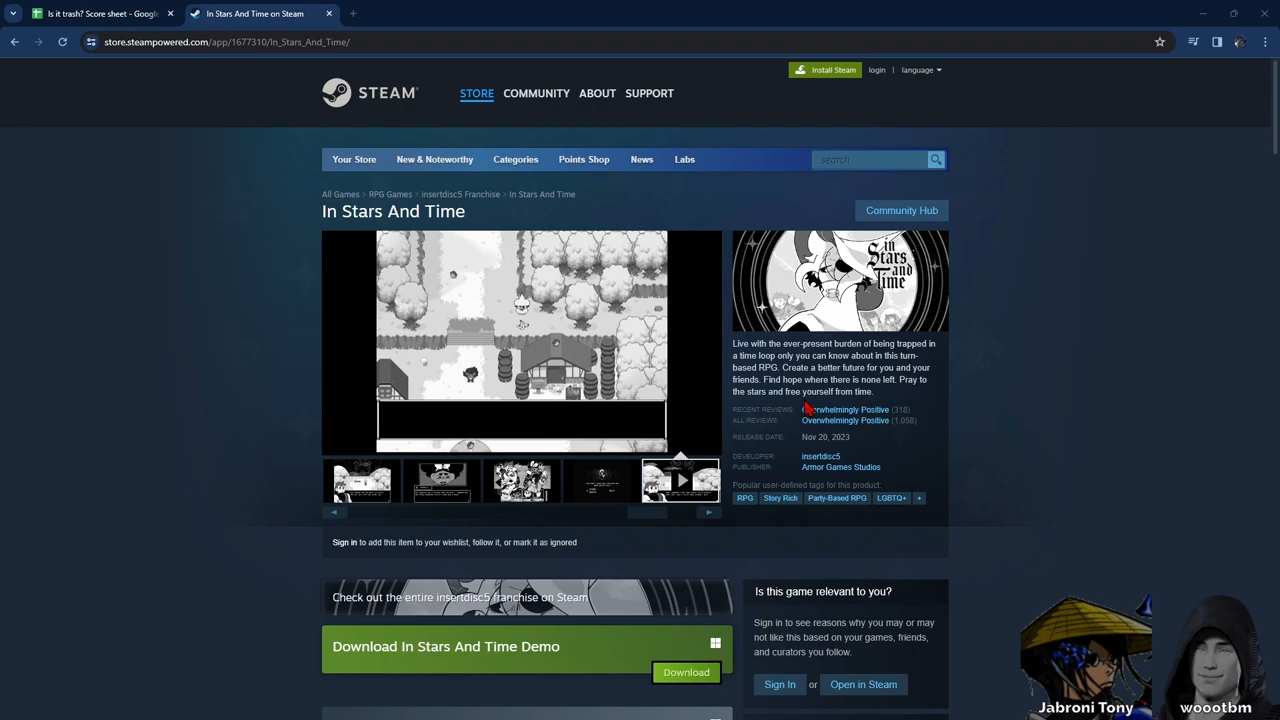 Is it trash? Score sheet - Google
In Stars And Time on Steam
store.steampowered.com/app/1677310/In_Stars_And_Time/
Install Steam
login | language
STEAM
STORE COMMUNITY ABOUT SUPPORT
Your Store New & Noteworthy Categories Points Shop News Labs
search
All Games > RPG Games > insertdisc5 Franchise > In Stars And Time
In Stars And Time
Community Hub
in
Stars
and
Time
Live with the ever-present burden of being trapped in
a time loop only you can know about in this turn-
based RPG. Create a better future for you and your
friends. Find hope where there is none left. Pray to
the stars and free yourself from time.
RECENT REVIEWS: Overwhelmingly Positive (318)
ALL REVIEWS: Overwhelmingly Positive (1,058)
RELEASE DATE: Nov 20, 2023
DEVELOPER: insertdisc5
PUBLISHER: Armor Games Studios
Popular user-defined tags for this product:
RPG Story Rich Party-Based RPG LGBTQ+ +
Sign in to add this item to your wishlist, follow it, or mark it as ignored
Check out the entire insertdisc5 franchise on Steam
Download In Stars And Time Demo
Download
Is this game relevant to you?
Sign in to see reasons why you may or may
not like this based on your games, friends,
and curators you follow.
Sign In or Open in Steam
Jabroni Tony
woootbm